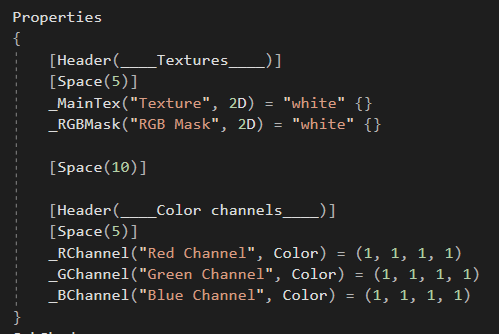 Properties
{
[Header(____Textures____)]
[Space(5)]
_MainTex("Texture", 2D) = "white" {}
_RGBMask("RGB Mask", 2D) = "white" {}
[Space(10)]
[Header(____Color channels____)]
[Space(5)]
_RChannel("Red Channel", Color) = (1, 1, 1, 1)
_GChannel("Green Channel", Color) = (1, 1, 1, 1)
_BChannel("Blue Channel", Color) = (1, 1, 1, 1)
}